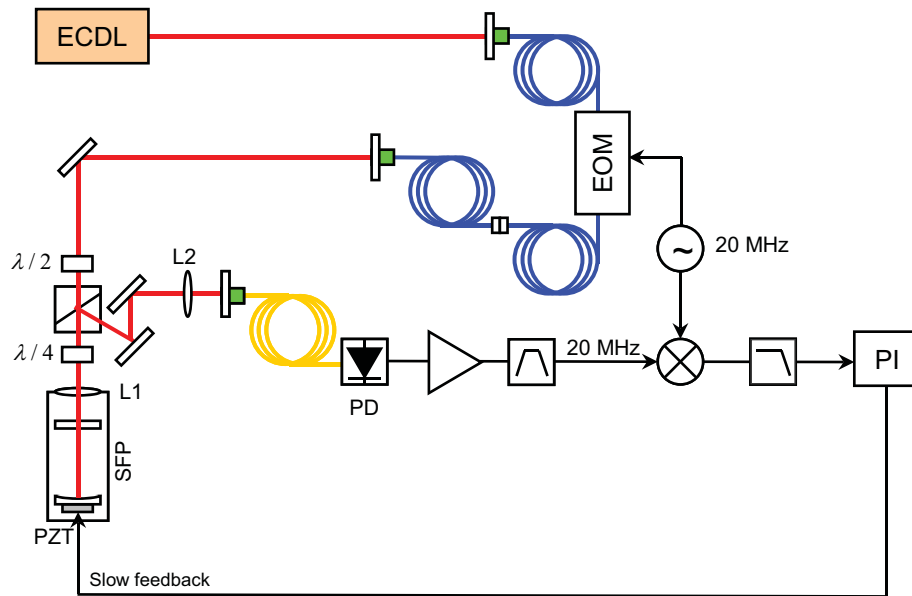 ECDL
EOM
~
20 MHz
λ/2
L2
λ/4
L1
20 MHz
PD
PI
SFP
PZT
Slow feedback